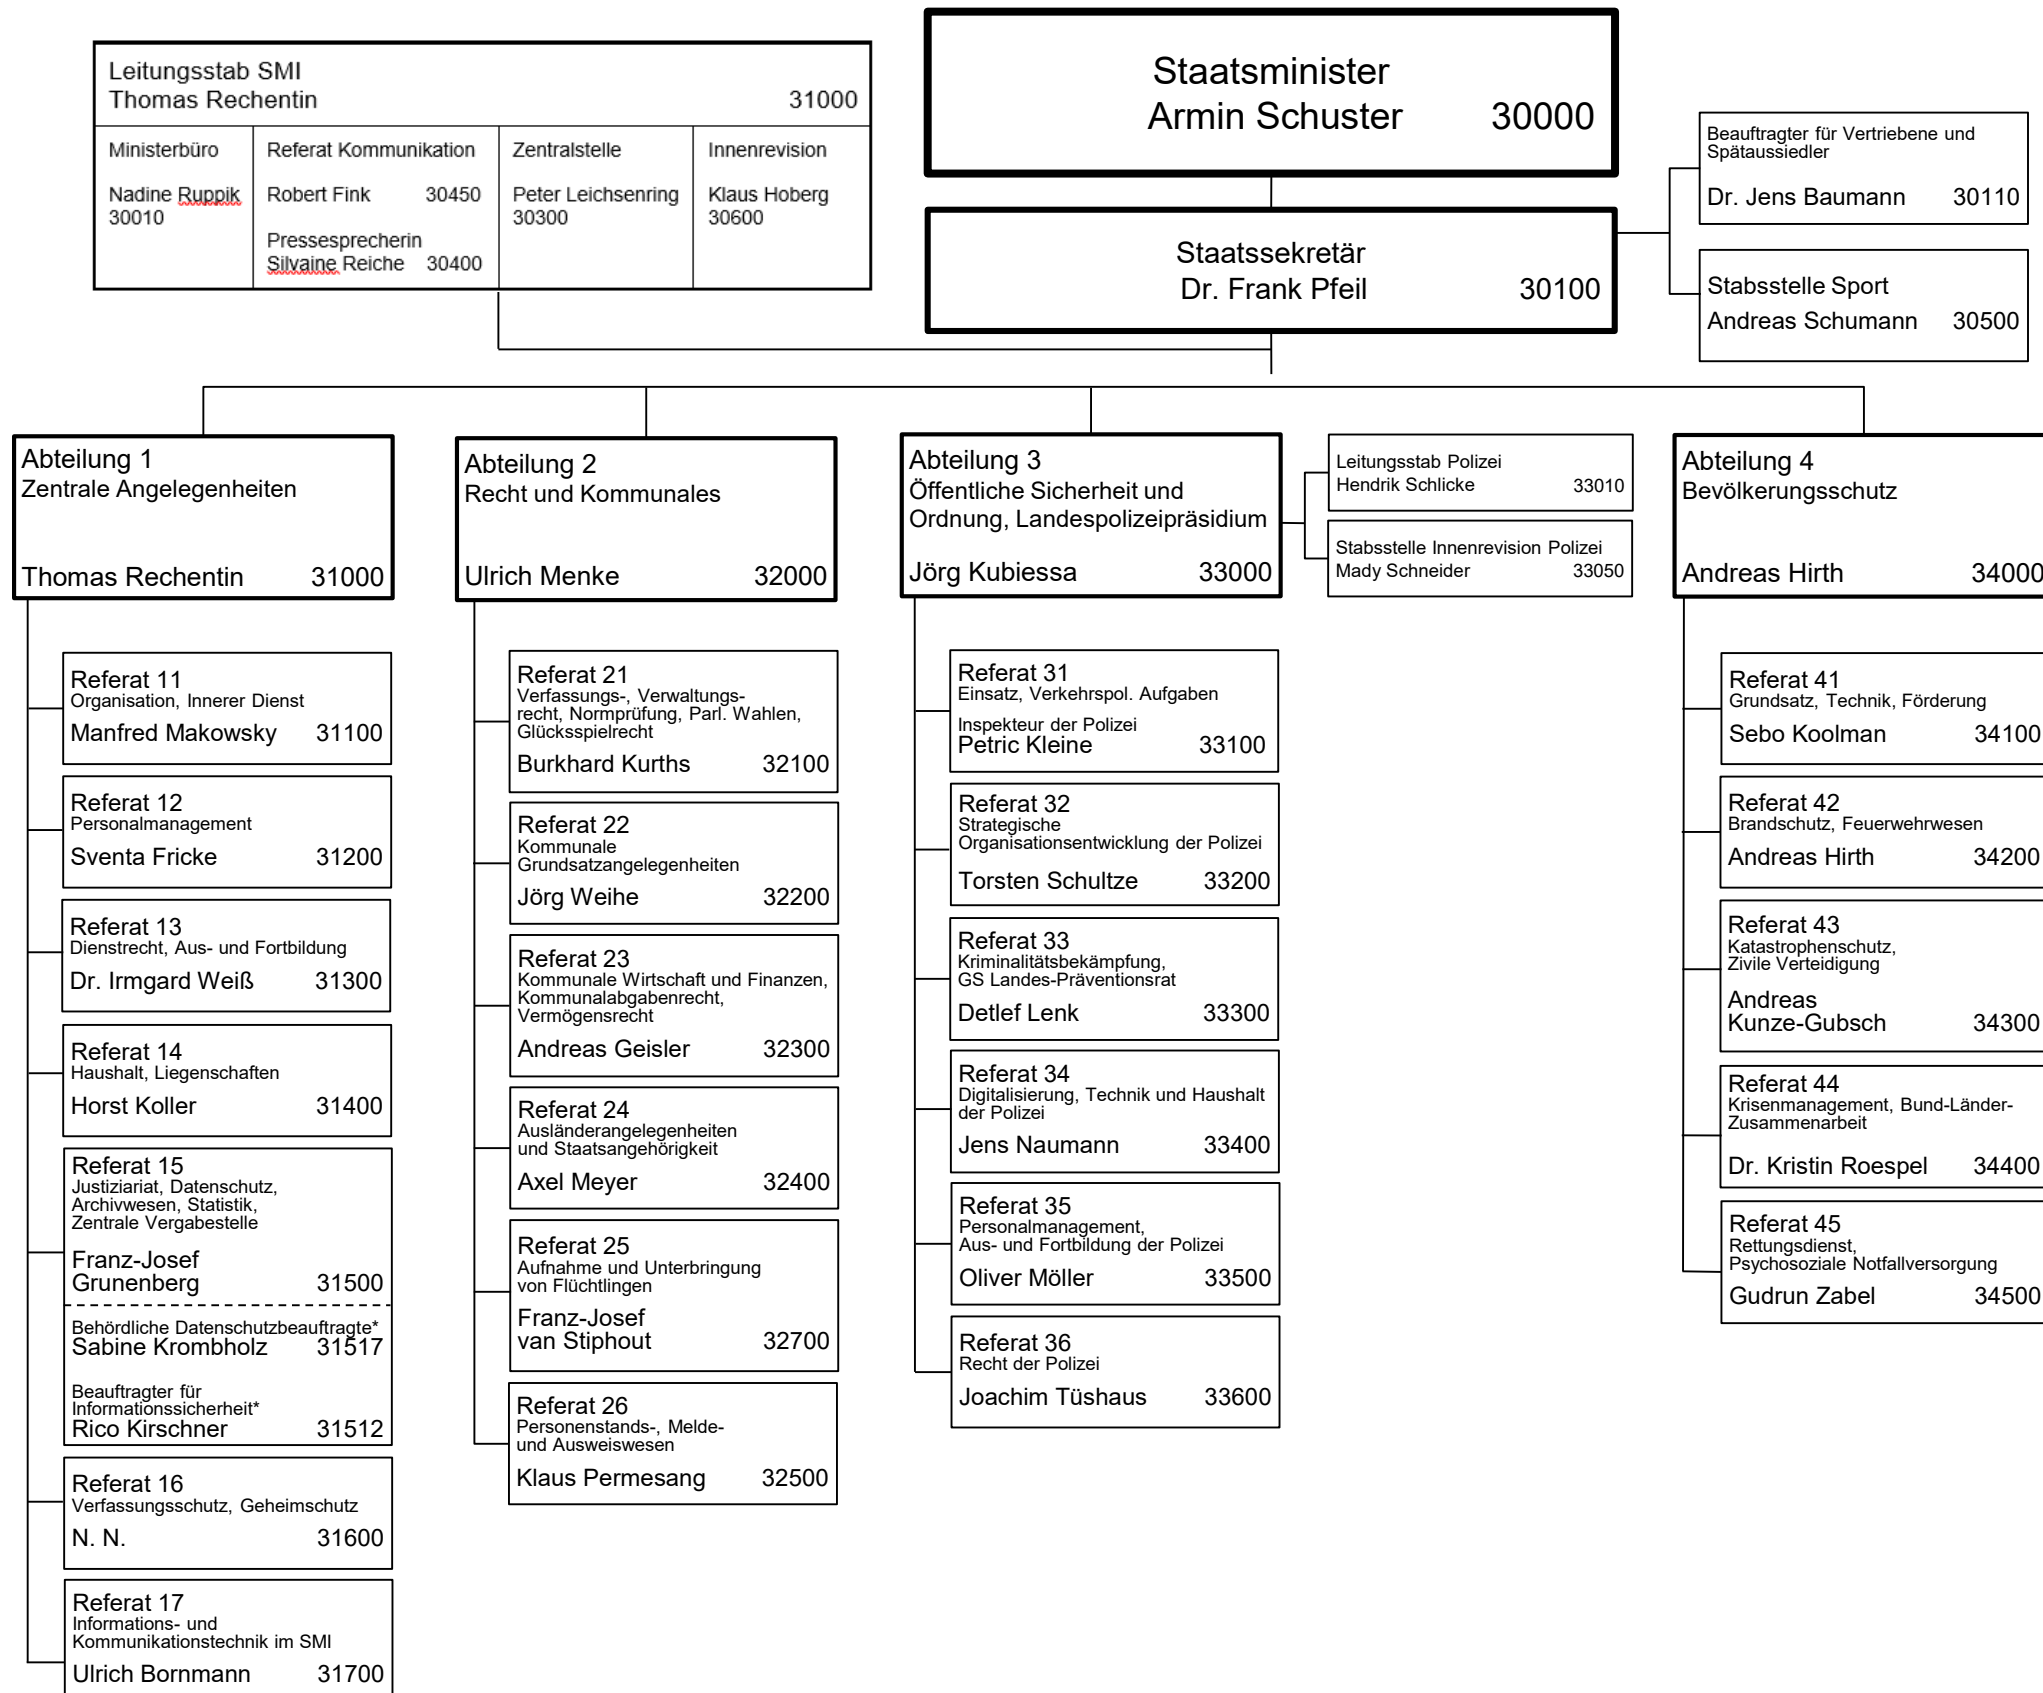 Leitungsstab SMI
Thomas Rechentin 31000
Ministerbüro
Nadine Ruppik
30010
Referat Kommunikation
Robert Fink 30450
Pressesprecherin
Silvaine Reiche 30400
Zentralstelle
Peter Leichsenring
30300
Innenrevision
Klaus Hoberg
30600
Staatsminister
Armin Schuster 30000
Staatssekretär
Dr. Frank Pfeil 30100
Beauftragter für Vertriebene und
Spätaussiedler
Dr. Jens Baumann 30110
Stabsstelle Sport
Andreas Schumann 30500
Abteilung 1
Zentrale Angelegenheiten
Thomas Rechentin 31000
Referat 11
Organisation, Innerer Dienst
Manfred Makowsky 31100
Referat 12
Personalmanagement
Sventa Fricke 31200
Referat 13
Dienstrecht, Aus- und Fortbildung
Dr. Irmgard Weiß 31300
Referat 14
Haushalt, Liegenschaften
Horst Koller 31400
Referat 15
Justiziariat, Datenschutz,
Archivwesen, Statistik,
Zentrale Vergabestelle
Franz-Josef
Grunenberg 31500
Behördliche Datenschutzbeauftragte*
Sabine Krombholz 31517
Beauftragter für
Informationssicherheit*
Rico Kirschner 31512
Referat 16
Verfassungsschutz, Geheimschutz
N. N. 31600
Referat 17
Informations- und
Kommunikationstechnik im SMI
Ulrich Bornmann 31700
Abteilung 2
Recht und Kommunales
Ulrich Menke 32000
Referat 21
Verfassungs-, Verwaltungs-
recht, Normprüfung, Parl. Wahlen,
Glücksspielrecht
Burkhard Kurths 32100
Referat 22
Kommunale
Grundsatzangelegenheiten
Jörg Weihe 32200
Referat 23
Kommunale Wirtschaft und Finanzen,
Kommunalabgabenrecht,
Vermögensrecht
Andreas Geisler 32300
Referat 24
Ausländerangelegenheiten
und Staatsangehörigkeit
Axel Meyer 32400
Referat 25
Aufnahme und Unterbringung
von Flüchtlingen
Franz-Josef
van Stiphout 32700
Referat 26
Personenstands-, Melde-
und Ausweiswesen
Klaus Permesang 32500
Abteilung 3
Öffentliche Sicherheit und
Ordnung, Landespolizeipräsidium
Jörg Kubiessa 33000
Leitungsstab Polizei
Hendrik Schlicke 33010
Stabsstelle Innenrevision Polizei
Mady Schneider 33050
Referat 31
Einsatz, Verkehrspol. Aufgaben
Inspekteur der Polizei
Petric Kleine 33100
Referat 32
Strategische
Organisationsentwicklung der Polizei
Torsten Schultze 33200
Referat 33
Kriminalitätsbekämpfung,
GS Landes-Präventionsrat
Detlef Lenk 33300
Referat 34
Digitalisierung, Technik und Haushalt
der Polizei
Jens Naumann 33400
Referat 35
Personalmanagement,
Aus- und Fortbildung der Polizei
Oliver Möller 33500
Referat 36
Recht der Polizei
Joachim Tüshaus 33600
Abteilung 4
Bevölkerungsschutz
Andreas Hirth 34000
Referat 41
Grundsatz, Technik, Förderung
Sebo Koolman 34100
Referat 42
Brandschutz, Feuerwehrwesen
Andreas Hirth 34200
Referat 43
Katastrophenschutz,
Zivile Verteidigung
Andreas
Kunze-Gubsch 34300
Referat 44
Krisenmanagement, Bund-Länder-
Zusammenarbeit
Dr. Kristin Roespel 34400
Referat 45
Rettungsdienst,
Psychosoziale Notfallversorgung
Gudrun Zabel 34500